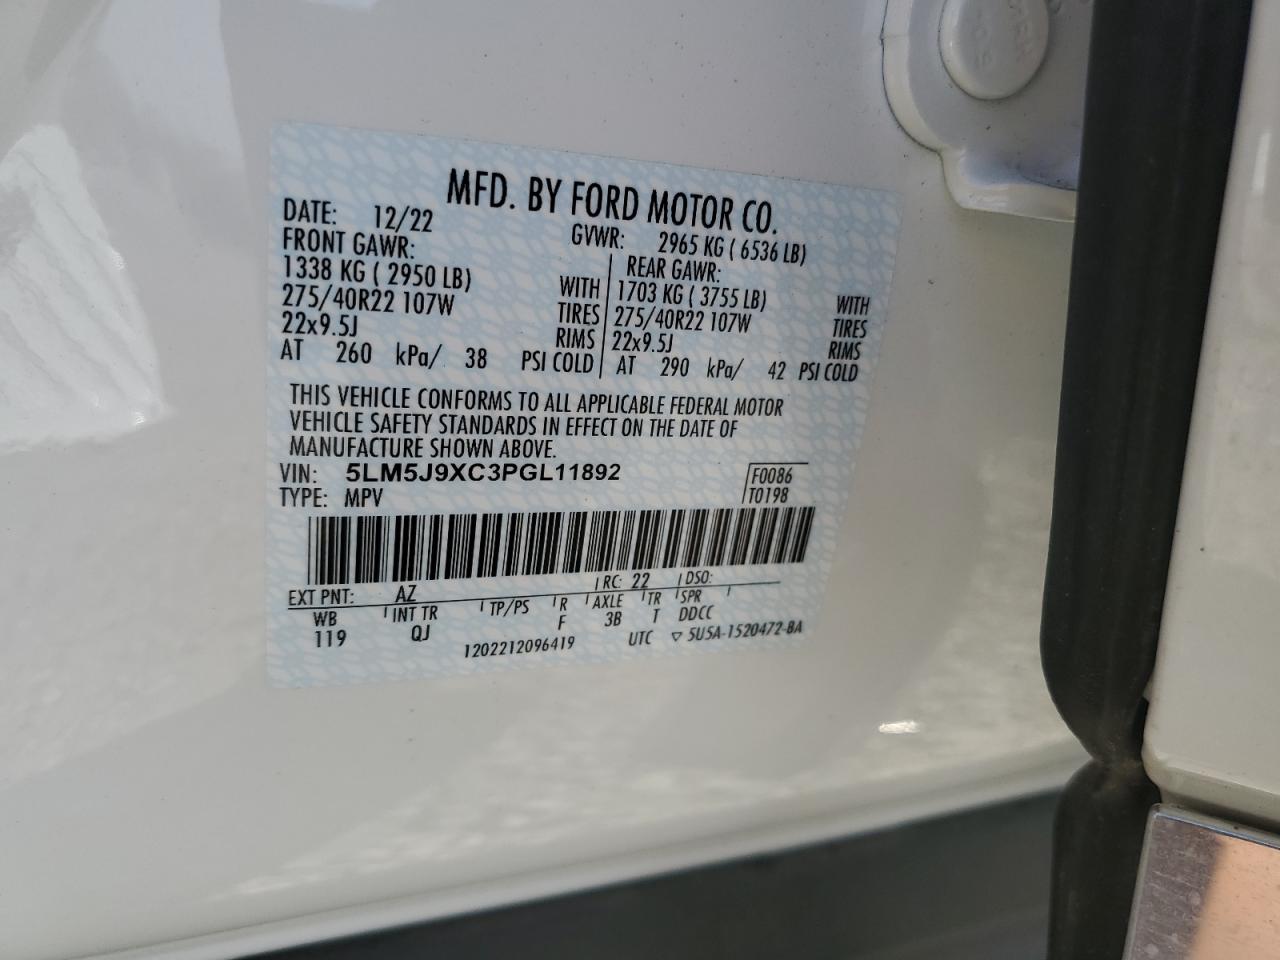 MFD. BY FORD MOTOR CO.
DATE: 12/22 GVWR: 2965 KG ( 6536 LB)
FRONT GAWR: REAR GAWR:
1338 KG ( 2950 LB) WITH 1703 KG ( 3755 LB) WITH
275/40R22 107W TIRES 275/40R22 107W TIRES
22x9.5J RIMS 22x9.5J RIMS
AT 260 kPa/ 38 PSI COLD AT 290 kPa/ 42 PSI COLD
THIS VEHICLE CONFORMS TO ALL APPLICABLE FEDERAL MOTOR
VEHICLE SAFETY STANDARDS IN EFFECT ON THE DATE OF
MANUFACTURE SHOWN ABOVE.
VIN: 5LM5J9XC3PGL11892 F0086
TYPE: MPV T0198
EXT PNT: AZ RC: 22 DSO:
WB INT TR TP/PS R AXLE TR SPR
119 QJ F 3B T DDCC
1202212096419 UTC ▽ 5U5A-1520472-BA